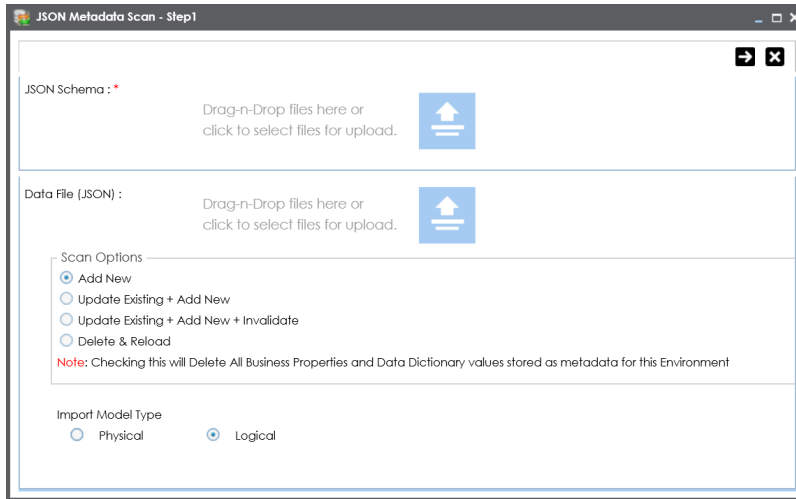 JSON Metadata Scan - Step1
JSON Schema : *
Drag-n-Drop files here or
click to select files for upload.
Data File (JSON) :
Drag-n-Drop files here or
click to select files for upload.
Scan Options
Add New
Update Existing + Add New
Update Existing + Add New + Invalidate
Delete & Reload
Note: Checking this will Delete All Business Properties and Data Dictionary values stored as metadata for this Environment
Import Model Type
Physical Logical